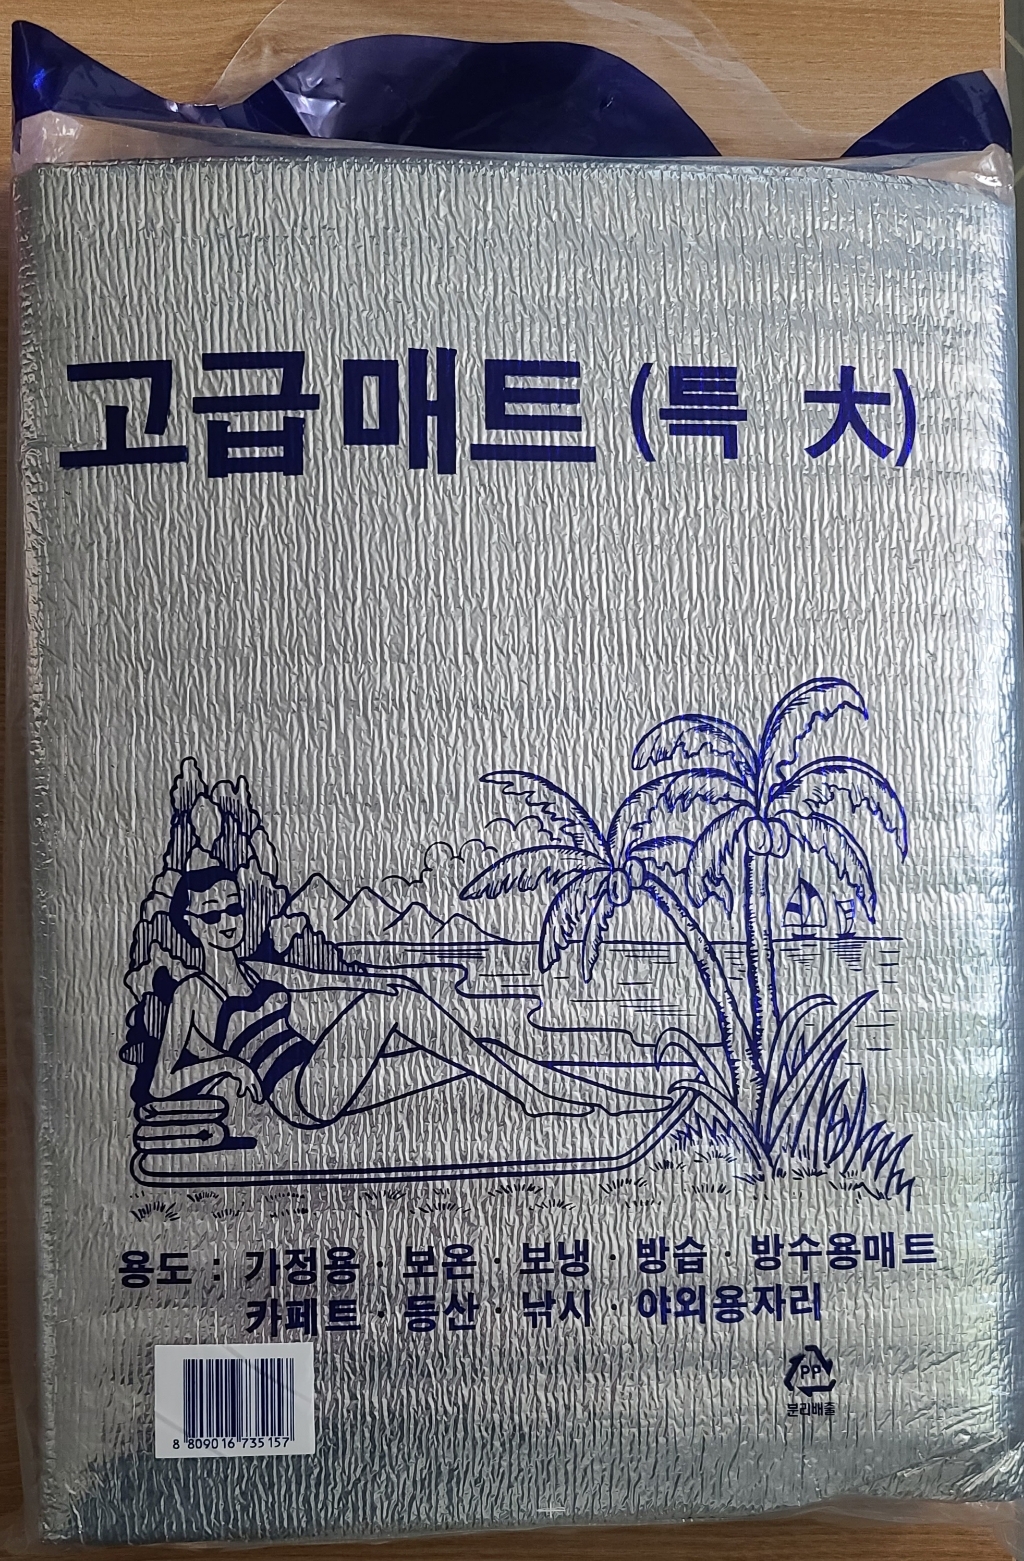 고급매트 (특 大)
용도 : 가정용 · 보온 · 보냉 · 방습 · 방수용매트
카페트 · 등산 · 낚시 · 야외용자리
PP
분리배출
8 809016 735157